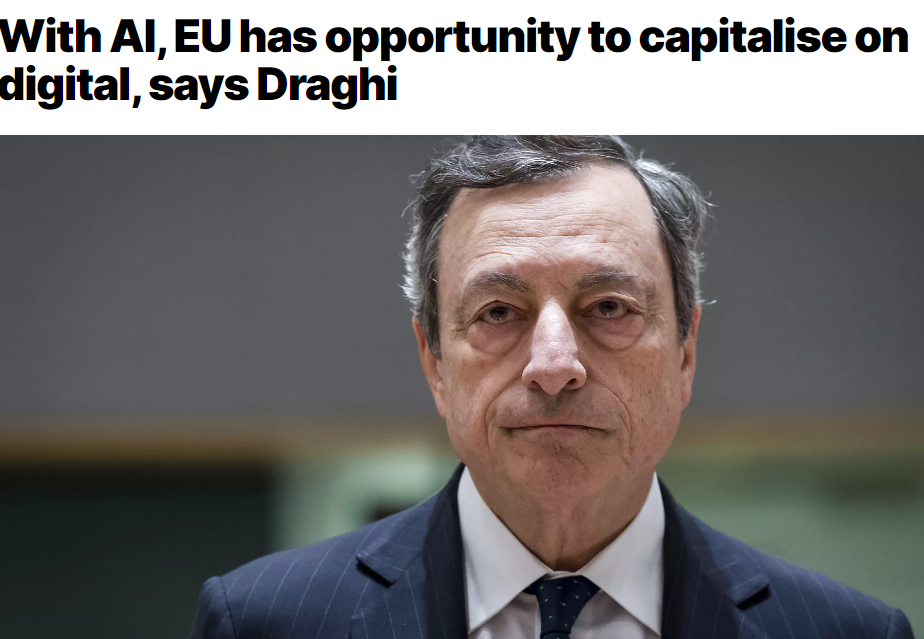 With AI, EU has opportunity to capitalise on
digital, says Draghi